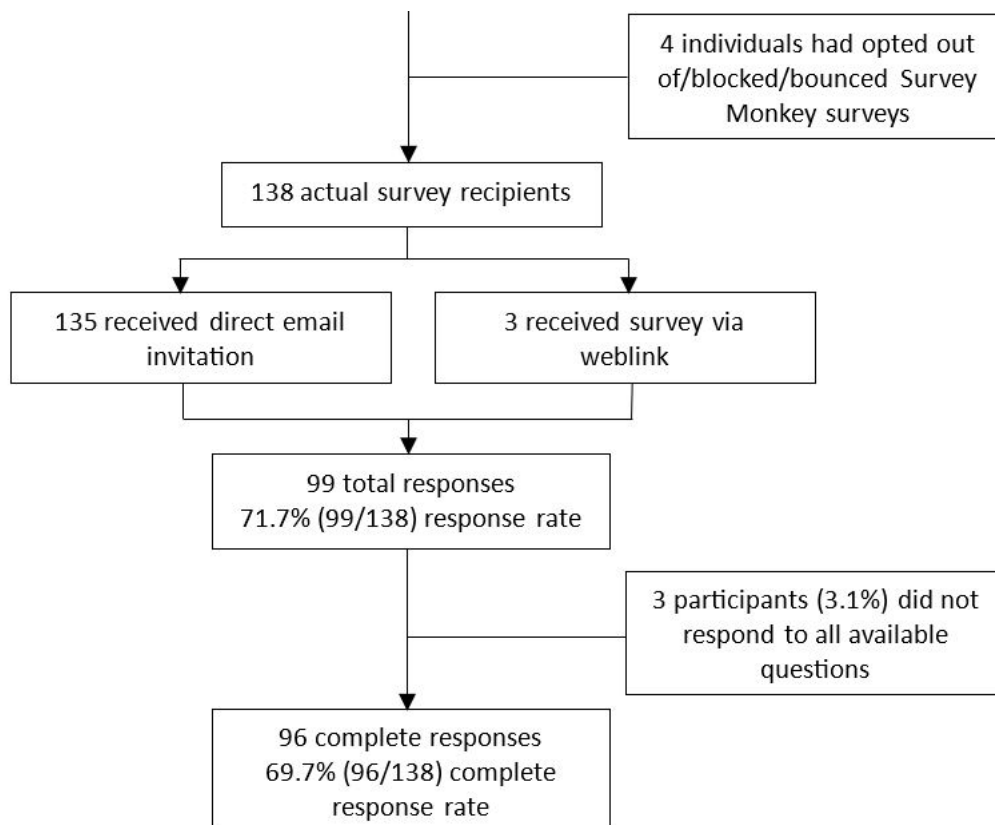 4 individuals had opted out
of/blocked/bounced Survey
Monkey surveys
138 actual survey recipients
135 received direct email
invitation
3 received survey via
weblink
99 total responses
71.7% (99/138) response rate
3 participants (3.1%) did not
respond to all available
questions
96 complete responses
69.7% (96/138) complete
response rate